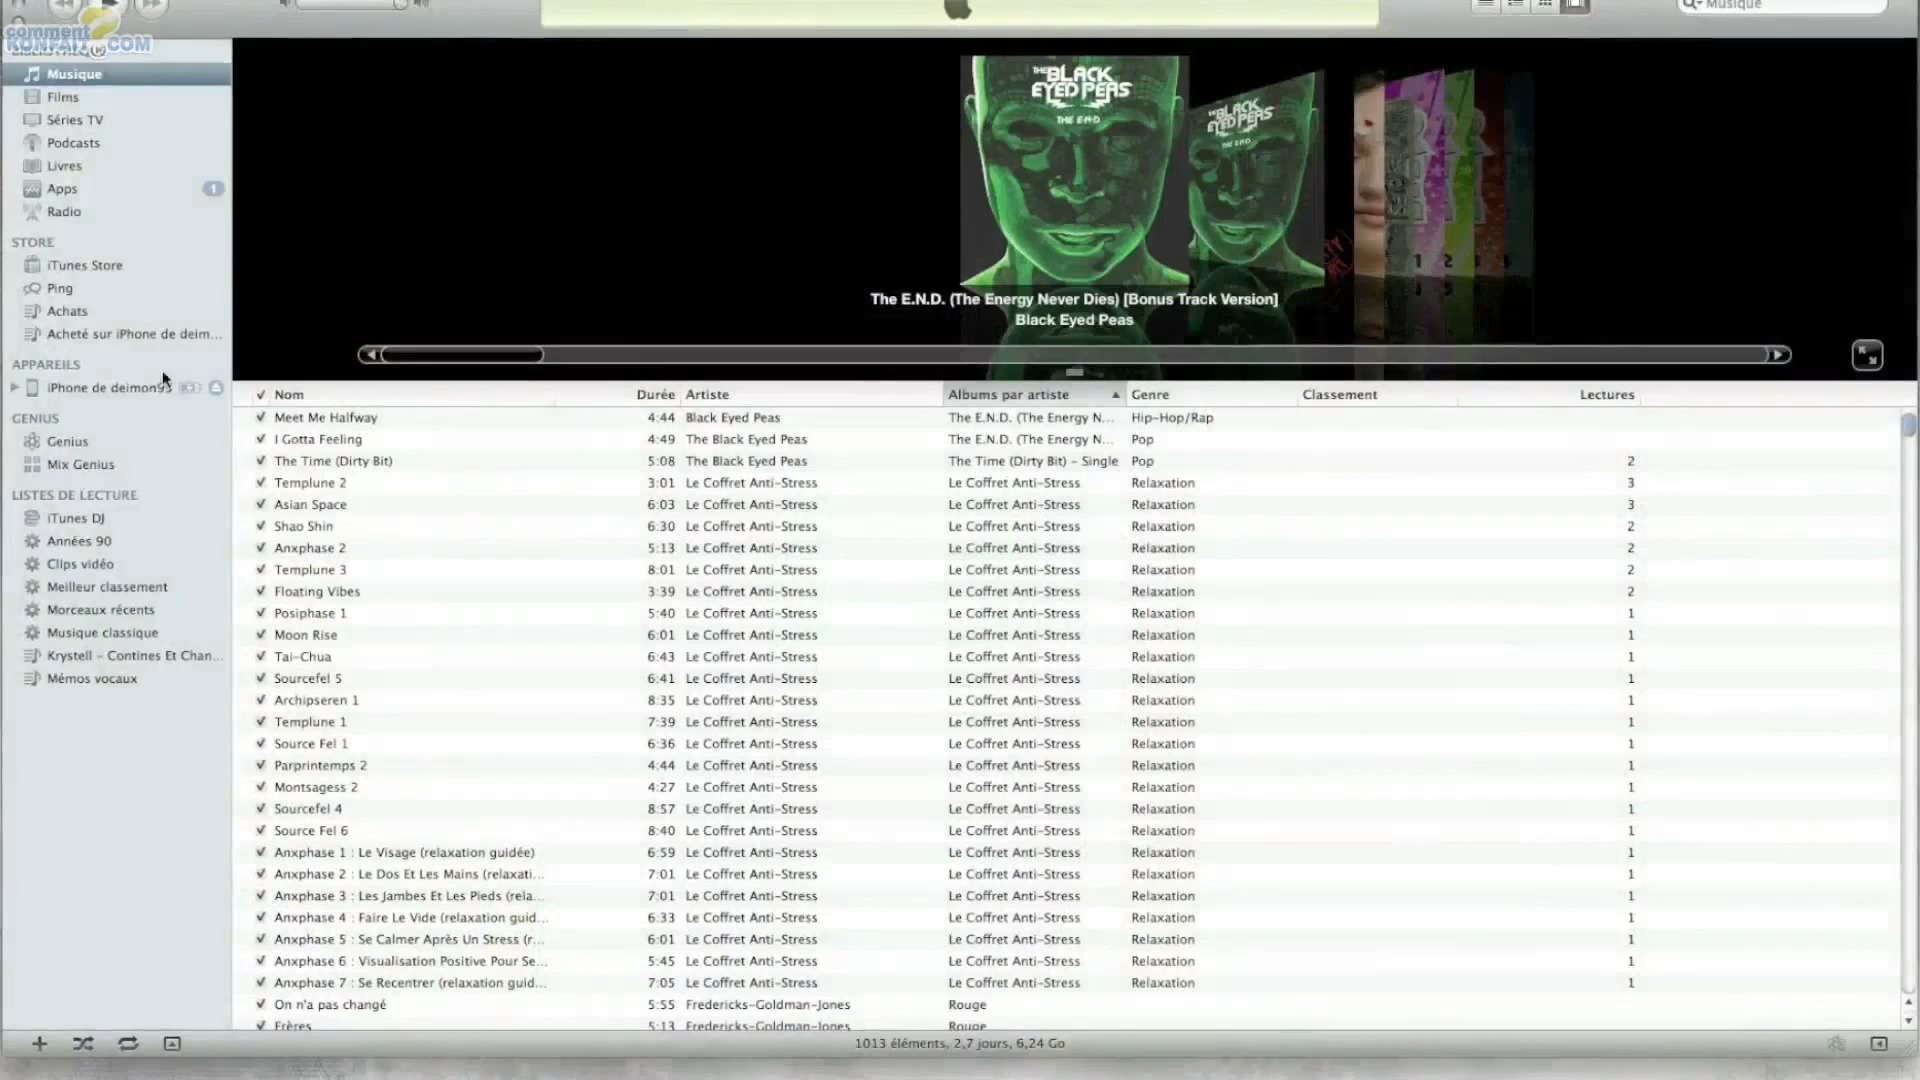 Musique
comment
KONFAIT?.COM
Musique
Films
Séries TV
Podcasts
Livres
Apps 1
Radio
STORE
iTunes Store
Ping
Achats
Acheté sur iPhone de deim...
APPAREILS
iPhone de deimon93
GENIUS
Genius
Mix Genius
LISTES DE LECTURE
iTunes DJ
Années 90
Clips vidéo
Meilleur classement
Morceaux récents
Musique classique
Krystell - Contines Et Chan...
Mémos vocaux
THE BLACK EYED PEAS
THE E.N.D
THE BLACK EYED PEAS
THE E.N.D
The E.N.D. (The Energy Never Dies) [Bonus Track Version]
Black Eyed Peas
Nom Durée Artiste Albums par artiste Genre Classement Lectures
Meet Me Halfway 4:44 Black Eyed Peas The E.N.D. (The Energy N... Hip-Hop/Rap
I Gotta Feeling 4:49 The Black Eyed Peas The E.N.D. (The Energy N... Pop
The Time (Dirty Bit) 5:08 The Black Eyed Peas The Time (Dirty Bit) - Single Pop 2
Templune 2 3:01 Le Coffret Anti-Stress Le Coffret Anti-Stress Relaxation 3
Asian Space 6:03 Le Coffret Anti-Stress Le Coffret Anti-Stress Relaxation 3
Shao Shin 6:30 Le Coffret Anti-Stress Le Coffret Anti-Stress Relaxation 2
Anxphase 2 5:13 Le Coffret Anti-Stress Le Coffret Anti-Stress Relaxation 2
Templune 3 8:01 Le Coffret Anti-Stress Le Coffret Anti-Stress Relaxation 2
Floating Vibes 3:39 Le Coffret Anti-Stress Le Coffret Anti-Stress Relaxation 2
Posiphase 1 5:40 Le Coffret Anti-Stress Le Coffret Anti-Stress Relaxation 1
Moon Rise 6:01 Le Coffret Anti-Stress Le Coffret Anti-Stress Relaxation 1
Tai-Chua 6:43 Le Coffret Anti-Stress Le Coffret Anti-Stress Relaxation 1
Sourcefel 5 6:41 Le Coffret Anti-Stress Le Coffret Anti-Stress Relaxation 1
Archipseren 1 8:35 Le Coffret Anti-Stress Le Coffret Anti-Stress Relaxation 1
Templune 1 7:39 Le Coffret Anti-Stress Le Coffret Anti-Stress Relaxation 1
Source Fel 1 6:36 Le Coffret Anti-Stress Le Coffret Anti-Stress Relaxation 1
Parprintemps 2 4:44 Le Coffret Anti-Stress Le Coffret Anti-Stress Relaxation 1
Montsagess 2 4:27 Le Coffret Anti-Stress Le Coffret Anti-Stress Relaxation 1
Sourcefel 4 8:57 Le Coffret Anti-Stress Le Coffret Anti-Stress Relaxation 1
Source Fel 6 8:40 Le Coffret Anti-Stress Le Coffret Anti-Stress Relaxation 1
Anxphase 1 : Le Visage (relaxation guidée) 6:59 Le Coffret Anti-Stress Le Coffret Anti-Stress Relaxation 1
Anxphase 2 : Le Dos Et Les Mains (relaxati... 7:01 Le Coffret Anti-Stress Le Coffret Anti-Stress Relaxation 1
Anxphase 3 : Les Jambes Et Les Pieds (rela... 7:01 Le Coffret Anti-Stress Le Coffret Anti-Stress Relaxation 1
Anxphase 4 : Faire Le Vide (relaxation guid... 6:33 Le Coffret Anti-Stress Le Coffret Anti-Stress Relaxation 1
Anxphase 5 : Se Calmer Après Un Stress (r... 6:01 Le Coffret Anti-Stress Le Coffret Anti-Stress Relaxation 1
Anxphase 6 : Visualisation Positive Pour Se... 5:45 Le Coffret Anti-Stress Le Coffret Anti-Stress Relaxation 1
Anxphase 7 : Se Recentrer (relaxation guid... 7:05 Le Coffret Anti-Stress Le Coffret Anti-Stress Relaxation 1
On n'a pas changé 5:55 Fredericks-Goldman-Jones Rouge
Frères 5:13 Fredericks-Goldman-Jones Rouge
1013 éléments, 2,7 jours, 6,24 Go